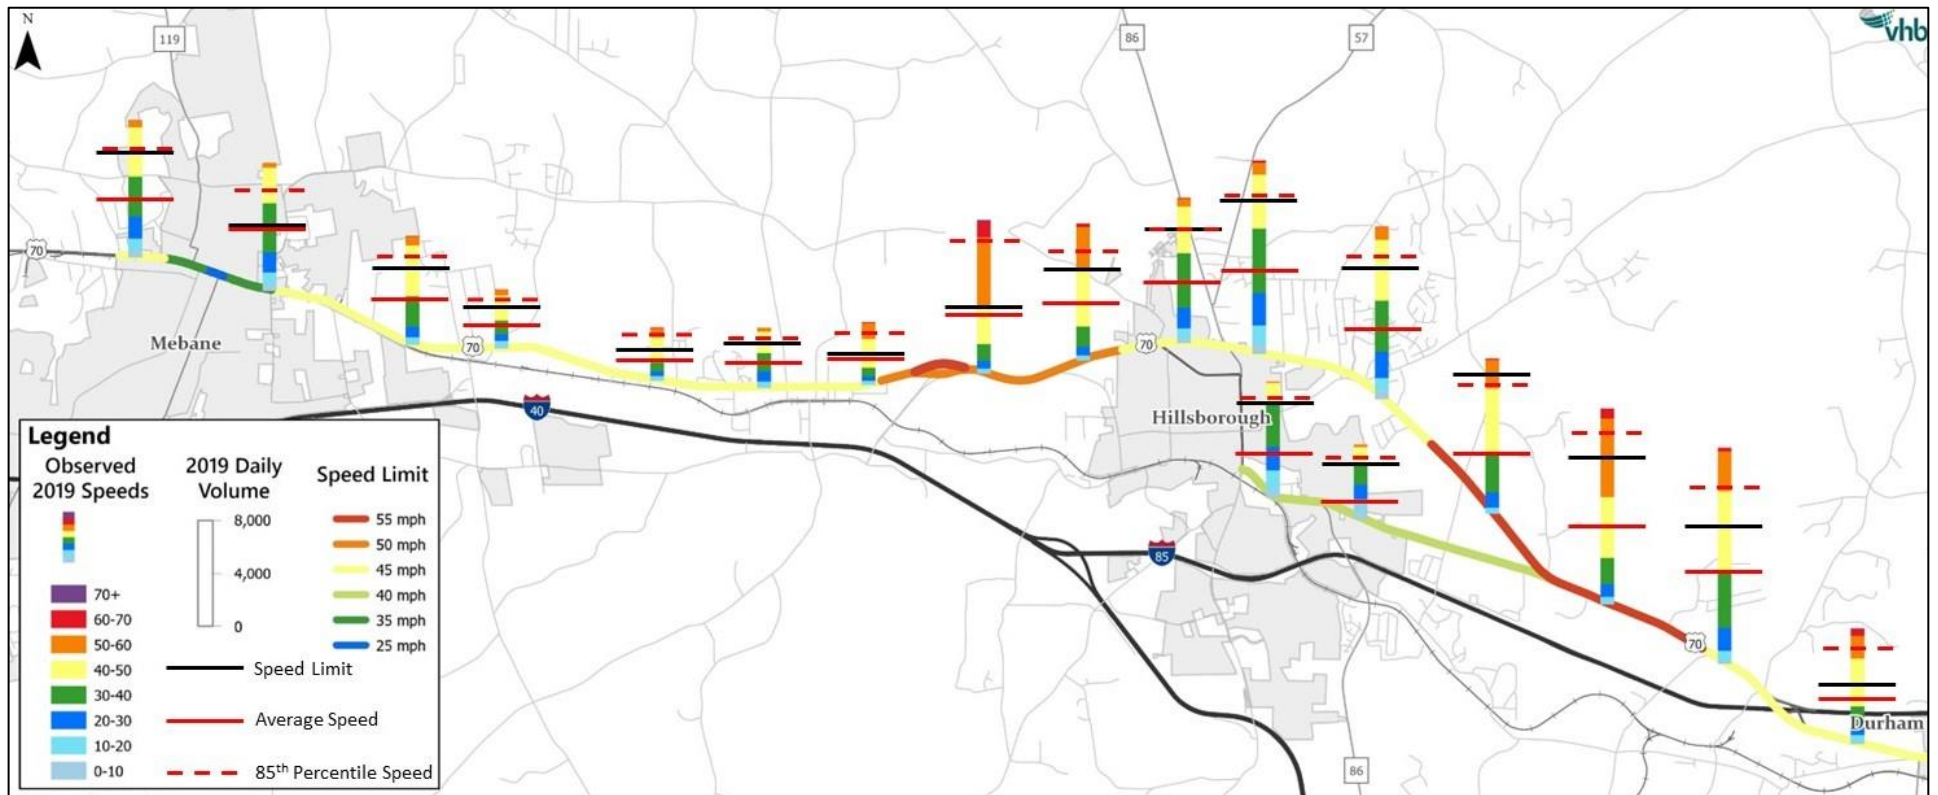 N
119
86
57
vhb
70
Mebane
70
70
Hillsborough
40
85
70
Durham
86
Legend
Observed
2019 Speeds
70+
60-70
50-60
40-50
30-40
20-30
10-20
0-10
2019 Daily
Volume
8,000
4,000
0
Speed Limit
55 mph
50 mph
45 mph
40 mph
35 mph
25 mph
Speed Limit
Average Speed
85th Percentile Speed